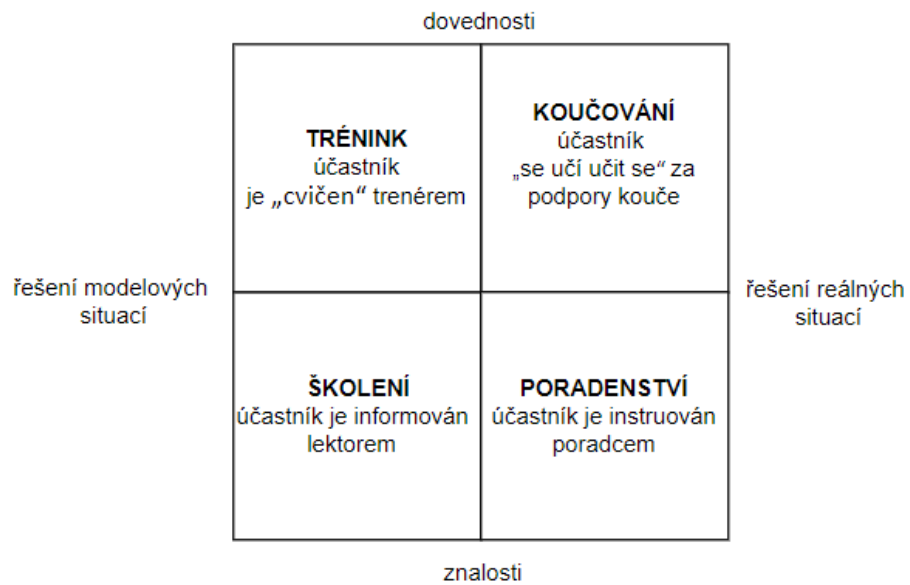 dovednosti
TRÉNINK
účastník
je „cvičen“ trenérem
KOUČOVÁNÍ
účastník
„se učí učit se“ za
podpory kouče
řešení modelových
situací
řešení reálných
situací
ŠKOLENÍ
účastník je informován
lektorem
PORADENSTVÍ
účastník je instruován
poradcem
znalosti